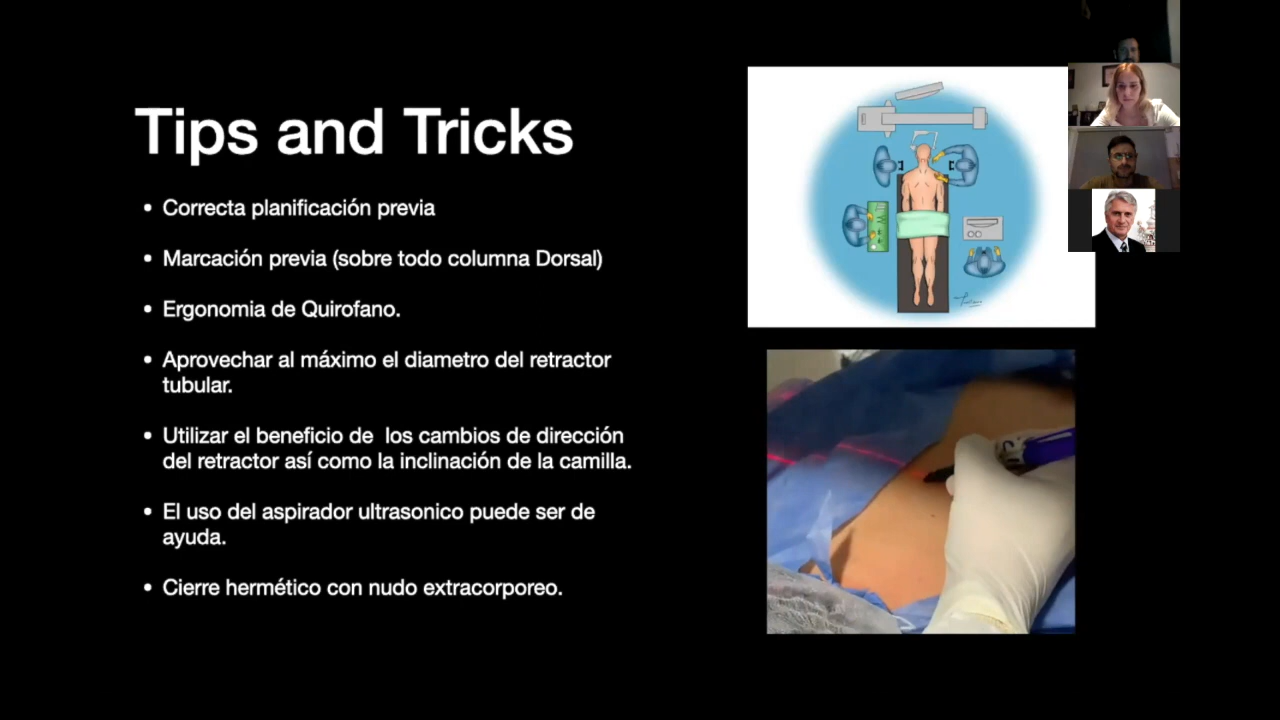 Tips and Tricks
• Correcta planificación previa
• Marcación previa (sobre todo columna Dorsal)
• Ergonomia de Quirofano.
• Aprovechar al máximo el diametro del retractor
tubular.
• Utilizar el beneficio de  los cambios de dirección
del retractor así como la inclinación de la camilla.
• El uso del aspirador ultrasonico puede ser de
ayuda.
• Cierre hermético con nudo extracorporeo.